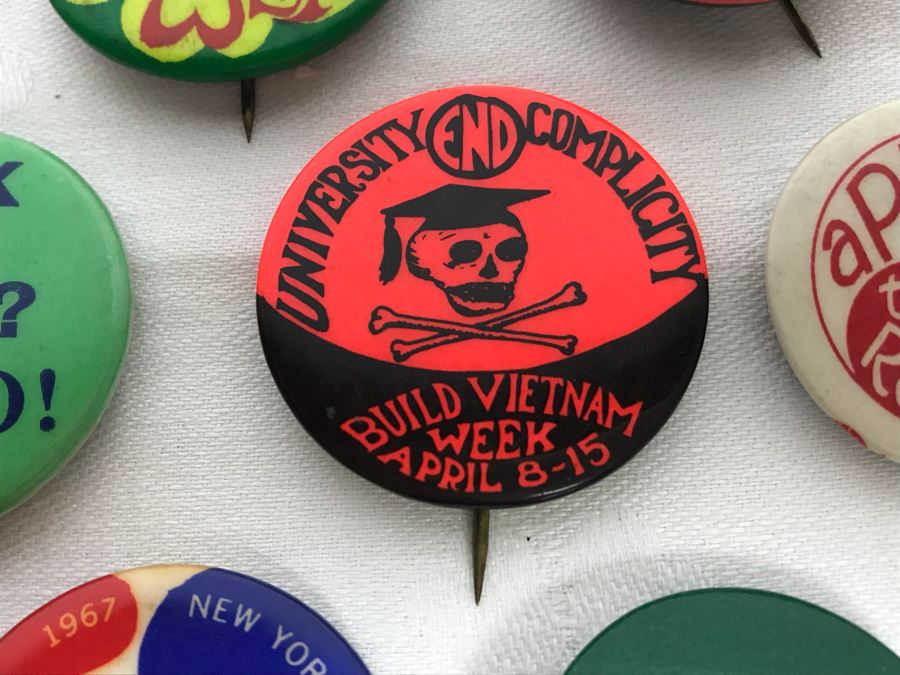 END
UNIVERSITY COMPLICITY
BUILD VIETNAM
WEEK
APRIL 8-15
?
!
1967
NEW YOR